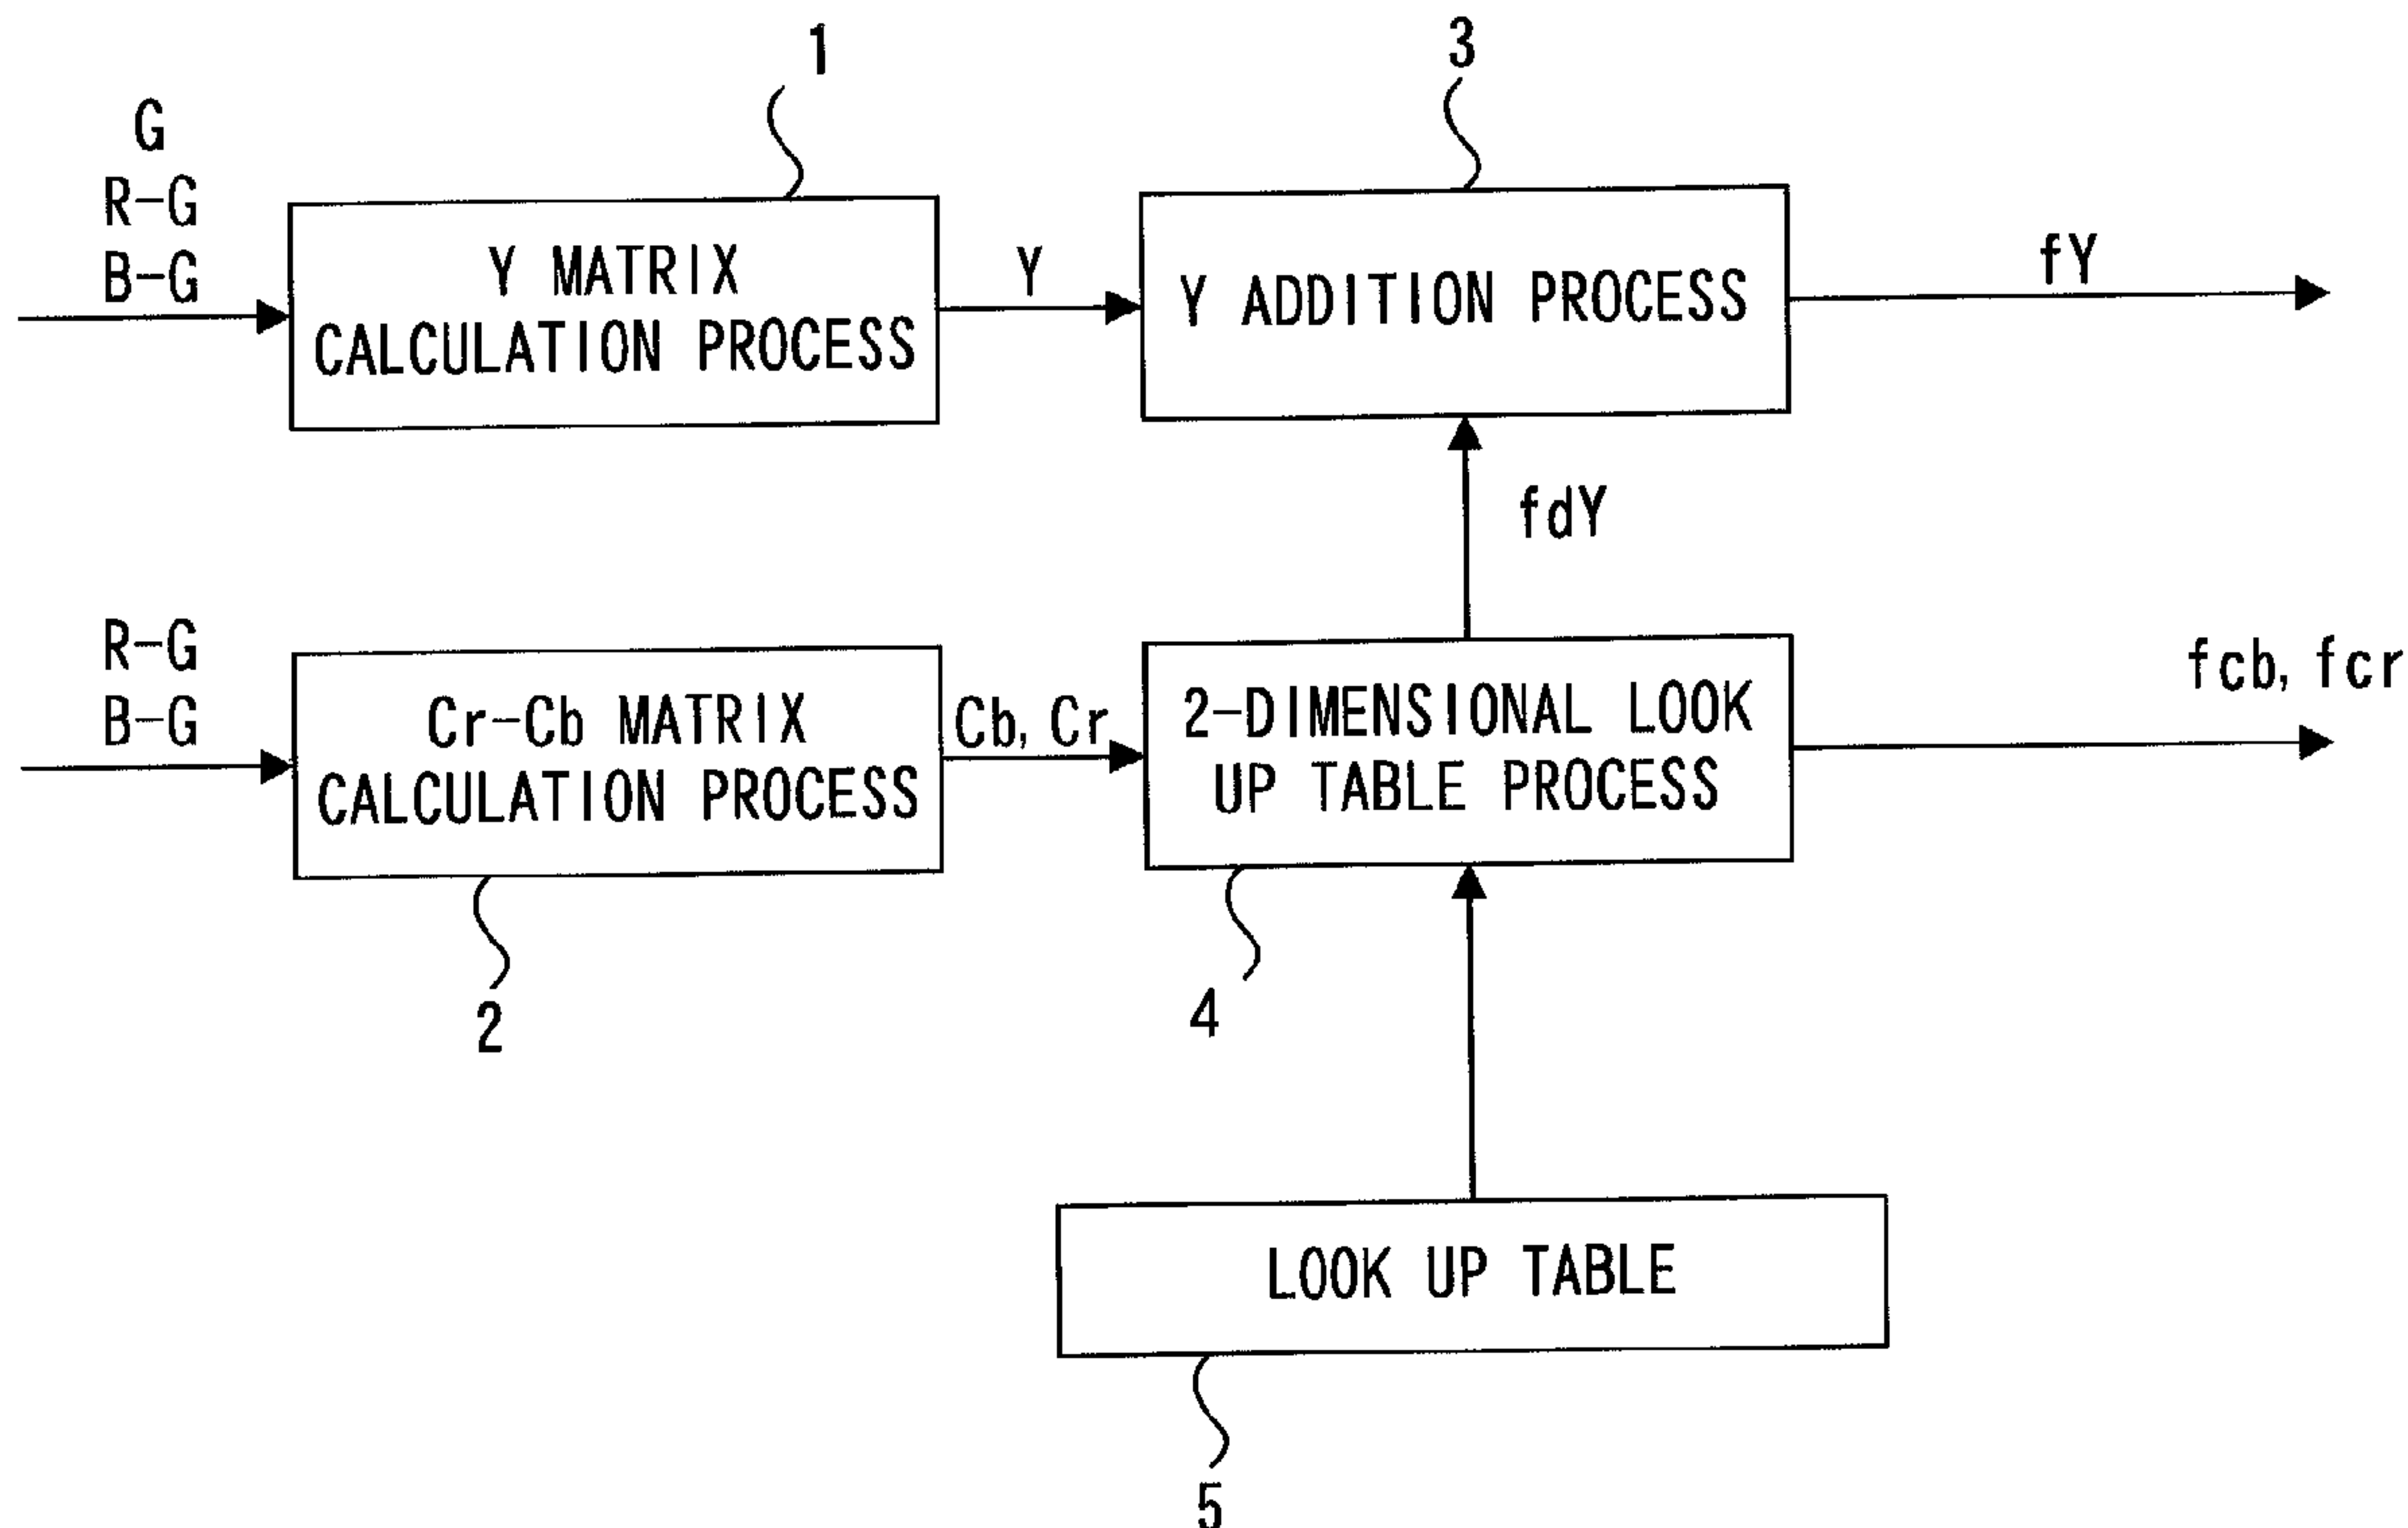 1
3
G
R-G
B-G
Y MATRIX
CALCULATION PROCESS
Y
Y ADDITION PROCESS
fY
fdY
R-G
B-G
Cr-Cb MATRIX
CALCULATION PROCESS
Cb, Cr
2-DIMENSIONAL LOOK
UP TABLE PROCESS
fcb, fcr
2
4
LOOK UP TABLE
5